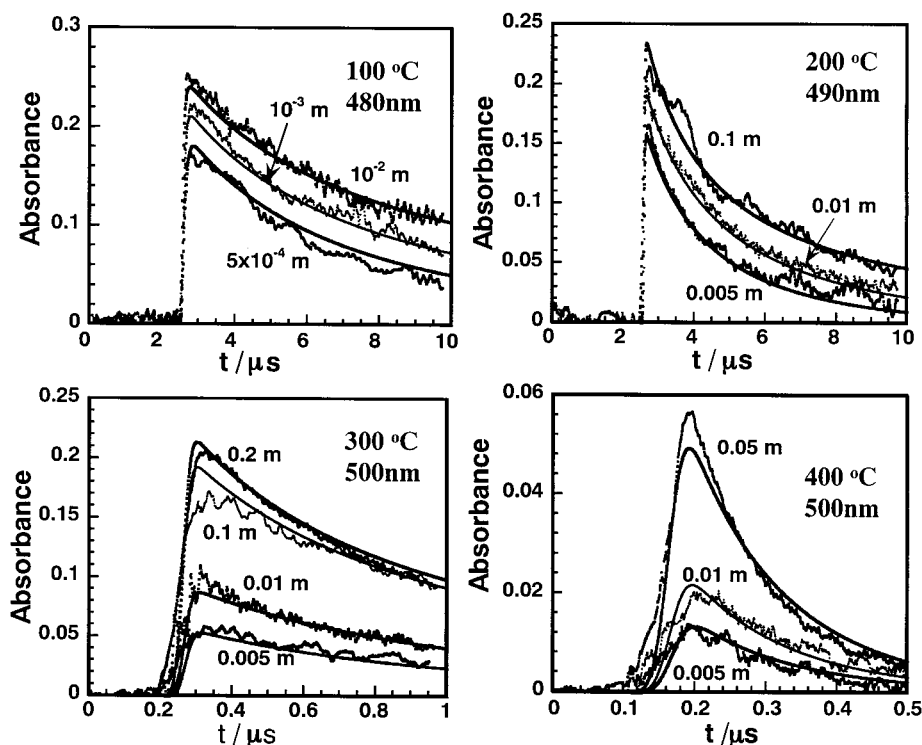 0.3
0.2
0.1
0
Absorbance
100 °C
480nm
10⁻³ m
10⁻² m
5x10⁻⁴ m
0 2 4 6 8 10
t / μs
0.25
0.20
0.15
0.10
0.05
0
Absorbance
200 °C
490nm
0.1 m
0.01 m
0.005 m
0 2 4 6 8 10
t / μs
0.25
0.2
0.15
0.1
0.05
0
Absorbance
300 °C
500nm
0.2 m
0.1 m
0.01 m
0.005 m
0 0.2 0.4 0.6 0.8 1
t / μs
0.06
0.04
0.02
0
Absorbance
400 °C
500nm
0.05 m
0.01 m
0.005 m
0 0.1 0.2 0.3 0.4 0.5
t / μs